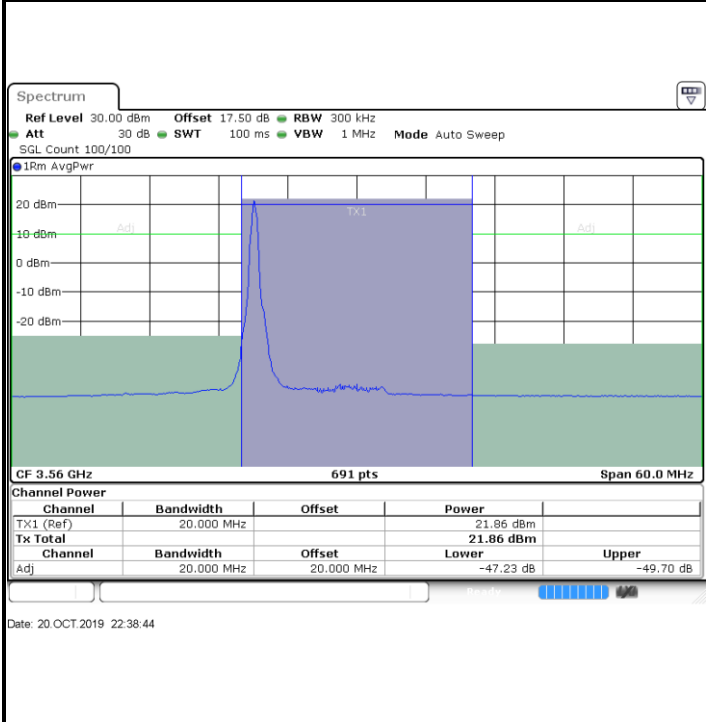 Spectrum
Ref Level 30.00 dBm Offset 17.50 dB RBW 300 kHz
Att 30 dB SWT 100 ms VBW 1 MHz Mode Auto Sweep
SGL Count 100/100
1Rm AvgPwr
20 dBm
TX1
Adj
Adj
10 dBm
0 dBm
-10 dBm
-20 dBm
CF 3.56 GHz 691 pts Span 60.0 MHz
Channel Power
Channel Bandwidth Offset Power
TX1 (Ref) 20.000 MHz 21.86 dBm
Tx Total 21.86 dBm
Channel Bandwidth Offset Lower Upper
Adj 20.000 MHz 20.000 MHz -47.23 dB -49.70 dB
Ready
Date: 20.OCT.2019 22:38:44